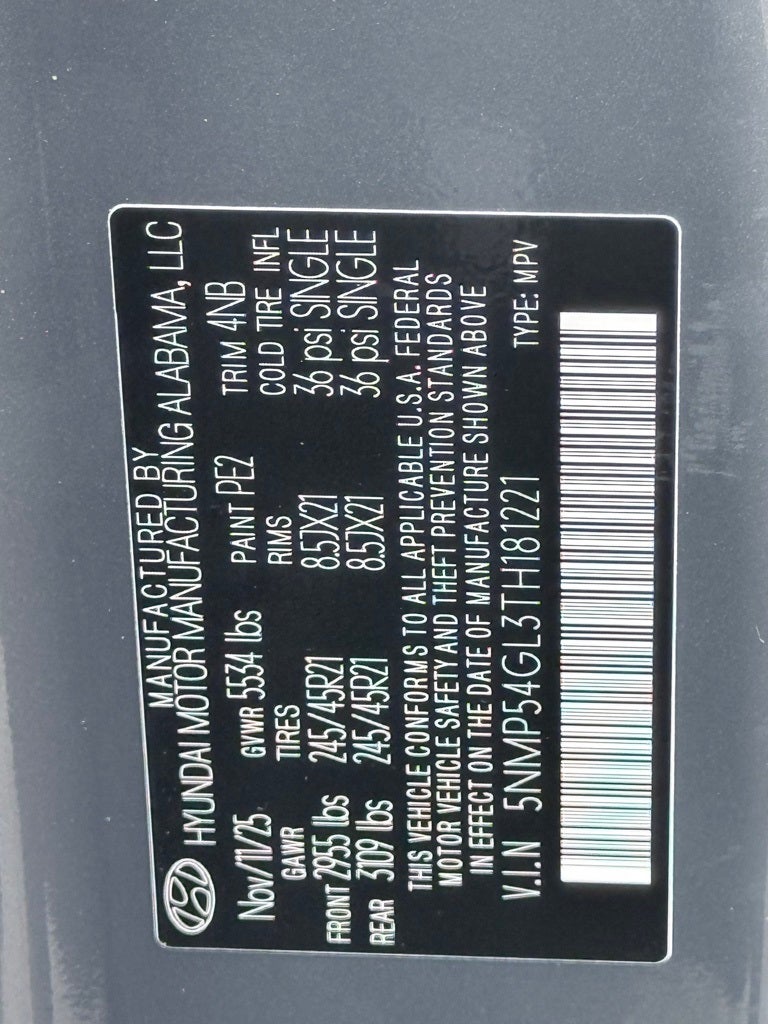 MANUFACTURED BY
HYUNDAI MOTOR MANUFACTURING ALABAMA, LLC
Nov/11/25 GVWR 5534 lbs PAINT PE2 TRIM 4NB
GAWR TIRES RIMS COLD TIRE INFL
FRONT 2955 lbs 245/45R21 8.5JX21 36 psi SINGLE
REAR 3109 lbs 245/45R21 8.5JX21 36 psi SINGLE
THIS VEHICLE CONFORMS TO ALL APPLICABLE U.S.A. FEDERAL
MOTOR VEHICLE SAFETY AND THEFT PREVENTION STANDARDS
IN EFFECT ON THE DATE OF MANUFACTURE SHOWN ABOVE
V.I.N 5NMP54GL3TH181221 TYPE: MPV